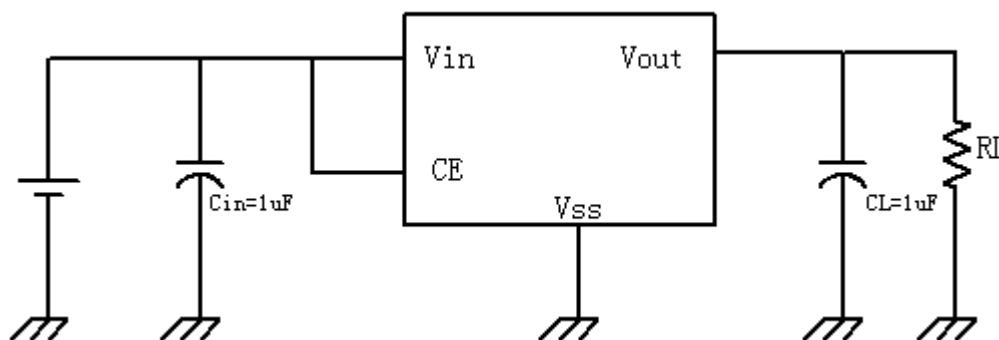 Vin
Vout
CE
Cin=1uF
Vss
CL=1uF
RL